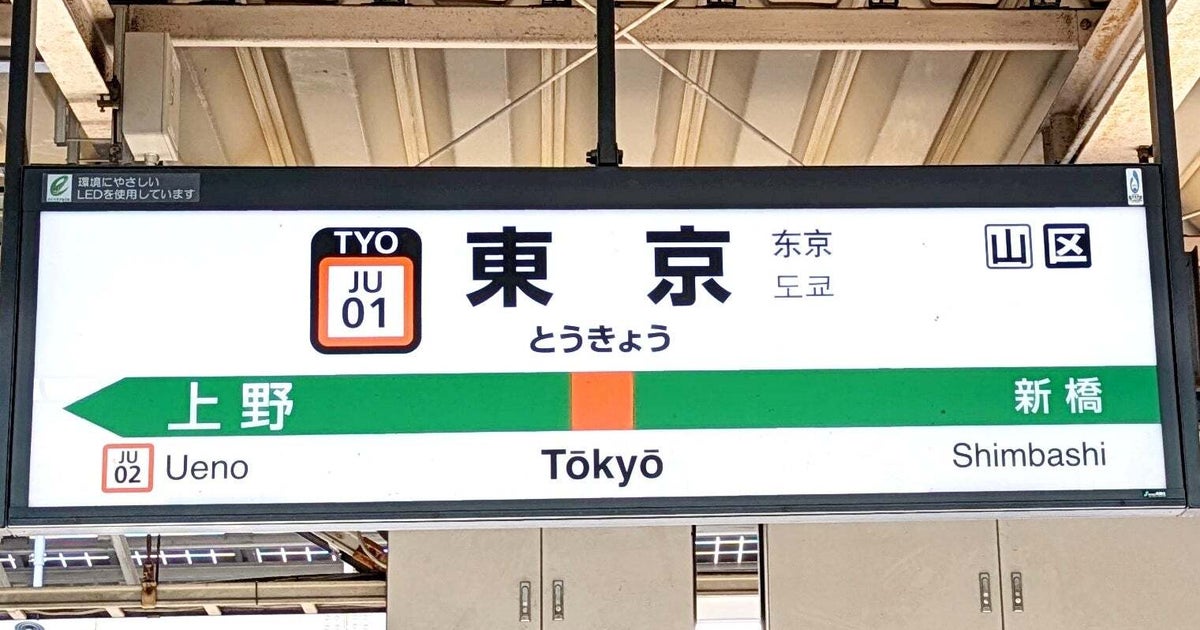 環境にやさしい
LEDを使用しています
TYO
JU
01
東京
东京
도쿄
とうきょう
山 区
上野
新橋
JU
02
Ueno
Tōkyō
Shimbashi